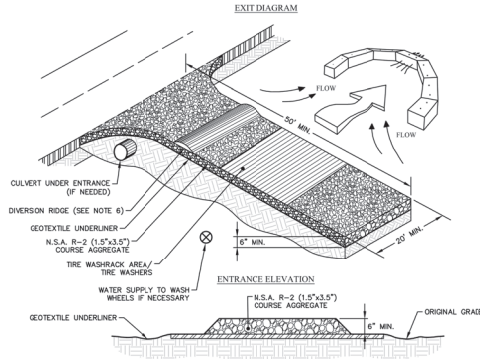 EXIT DIAGRAM
FLOW
FLOW
50' MIN.
CULVERT UNDER ENTRANCE
(IF NEEDED)
DIVERSON RIDGE (SEE NOTE 6)
GEOTEXTILE UNDERLINER
N.S.A. R-2 (1.5"x3.5")
COURSE AGGREGATE
TIRE WASHRACK AREA/
TIRE WASHERS
WATER SUPPLY TO WASH
WHEELS IF NECESSARY
6" MIN.
20' MIN.
ENTRANCE ELEVATION
N.S.A. R-2 (1.5"x3.5")
COURSE AGGREGATE
GEOTEXTILE UNDERLINER
6" MIN.
ORIGINAL GRADE